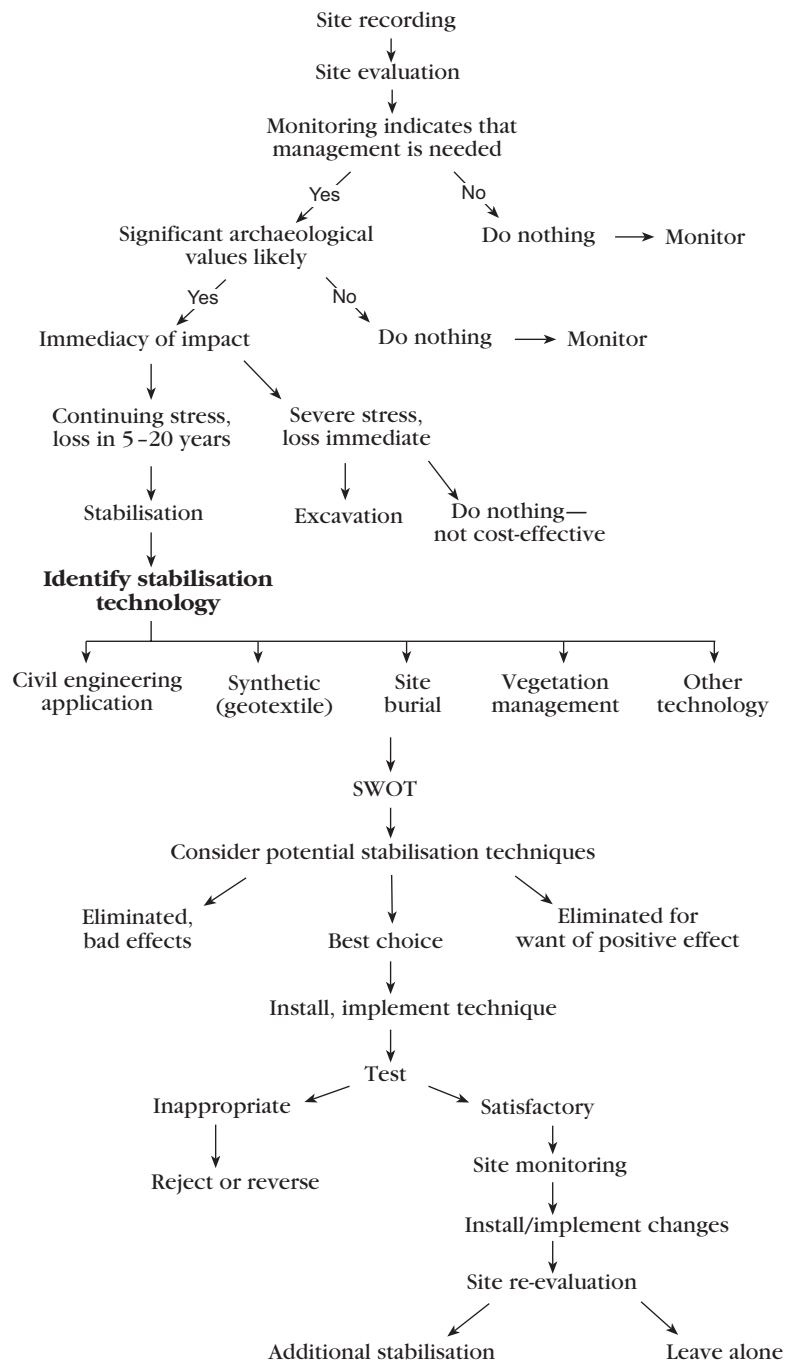 Site recording
Site evaluation
Monitoring indicates that
management is needed
Yes
No
Significant archaeological
values likely
Do nothing
Monitor
Yes
No
Immediacy of impact
Do nothing
Monitor
Continuing stress,
loss in 5–20 years
Severe stress,
loss immediate
Stabilisation
Excavation
Do nothing—
not cost-effective
Identify stabilisation
technology
Civil engineering
application
Synthetic
(geotextile)
Site
burial
Vegetation
management
Other
technology
SWOT
Consider potential stabilisation techniques
Eliminated,
bad effects
Best choice
Eliminated for
want of positive effect
Install, implement technique
Test
Inappropriate
Satisfactory
Reject or reverse
Site monitoring
Install/implement changes
Site re-evaluation
Additional stabilisation
Leave alone